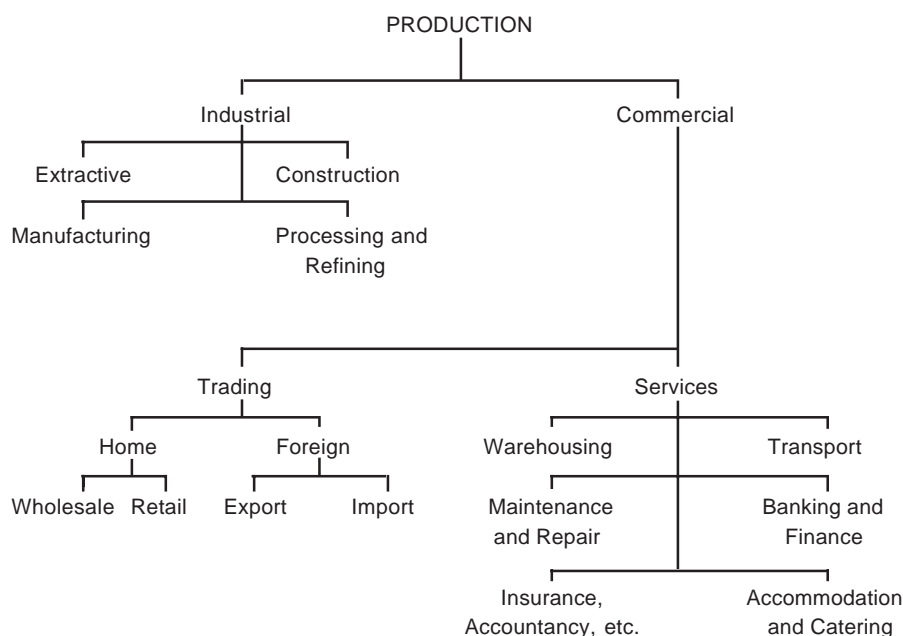 PRODUCTION
Industrial
Commercial
Extractive
Construction
Manufacturing
Processing and
Refining
Trading
Services
Home
Foreign
Warehousing
Transport
Wholesale
Retail
Export
Import
Maintenance
and Repair
Banking and
Finance
Insurance,
Accountancy, etc.
Accommodation
and Catering